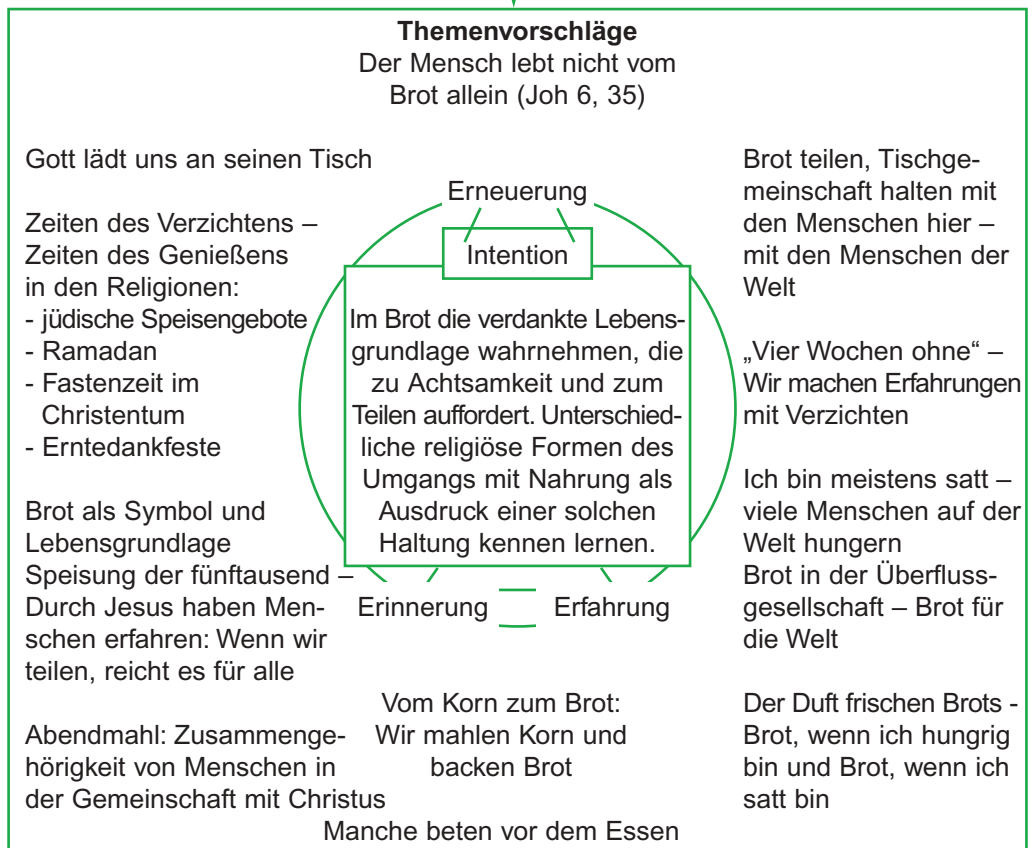 Themenvorschläge
Der Mensch lebt nicht vom
Brot allein (Joh 6, 35)
Gott lädt uns an seinen Tisch
Zeiten des Verzichtens –
Zeiten des Genießens
in den Religionen:
- jüdische Speisengebote
- Ramadan
- Fastenzeit im
Christentum
- Erntedankfeste
Brot als Symbol und
Lebensgrundlage
Speisung der fünftausend –
Durch Jesus haben Men-
schen erfahren: Wenn wir
teilen, reicht es für alle
Abendmahl: Zusammenge-
hörigkeit von Menschen in
der Gemeinschaft mit Christus
Erneuerung
Intention
Im Brot die verdankte Lebens-
grundlage wahrnehmen, die
zu Achtsamkeit und zum
Teilen auffordert. Unterschied-
liche religiöse Formen des
Umgangs mit Nahrung als
Ausdruck einer solchen
Haltung kennen lernen.
Erinnerung
Erfahrung
Vom Korn zum Brot:
Wir mahlen Korn und
backen Brot
Manche beten vor dem Essen
Brot teilen, Tischge-
meinschaft halten mit
den Menschen hier –
mit den Menschen der
Welt
„Vier Wochen ohne“ –
Wir machen Erfahrungen
mit Verzichten
Ich bin meistens satt –
viele Menschen auf der
Welt hungern
Brot in der Überfluss-
gesellschaft – Brot für
die Welt
Der Duft frischen Brots -
Brot, wenn ich hungrig
bin und Brot, wenn ich
satt bin